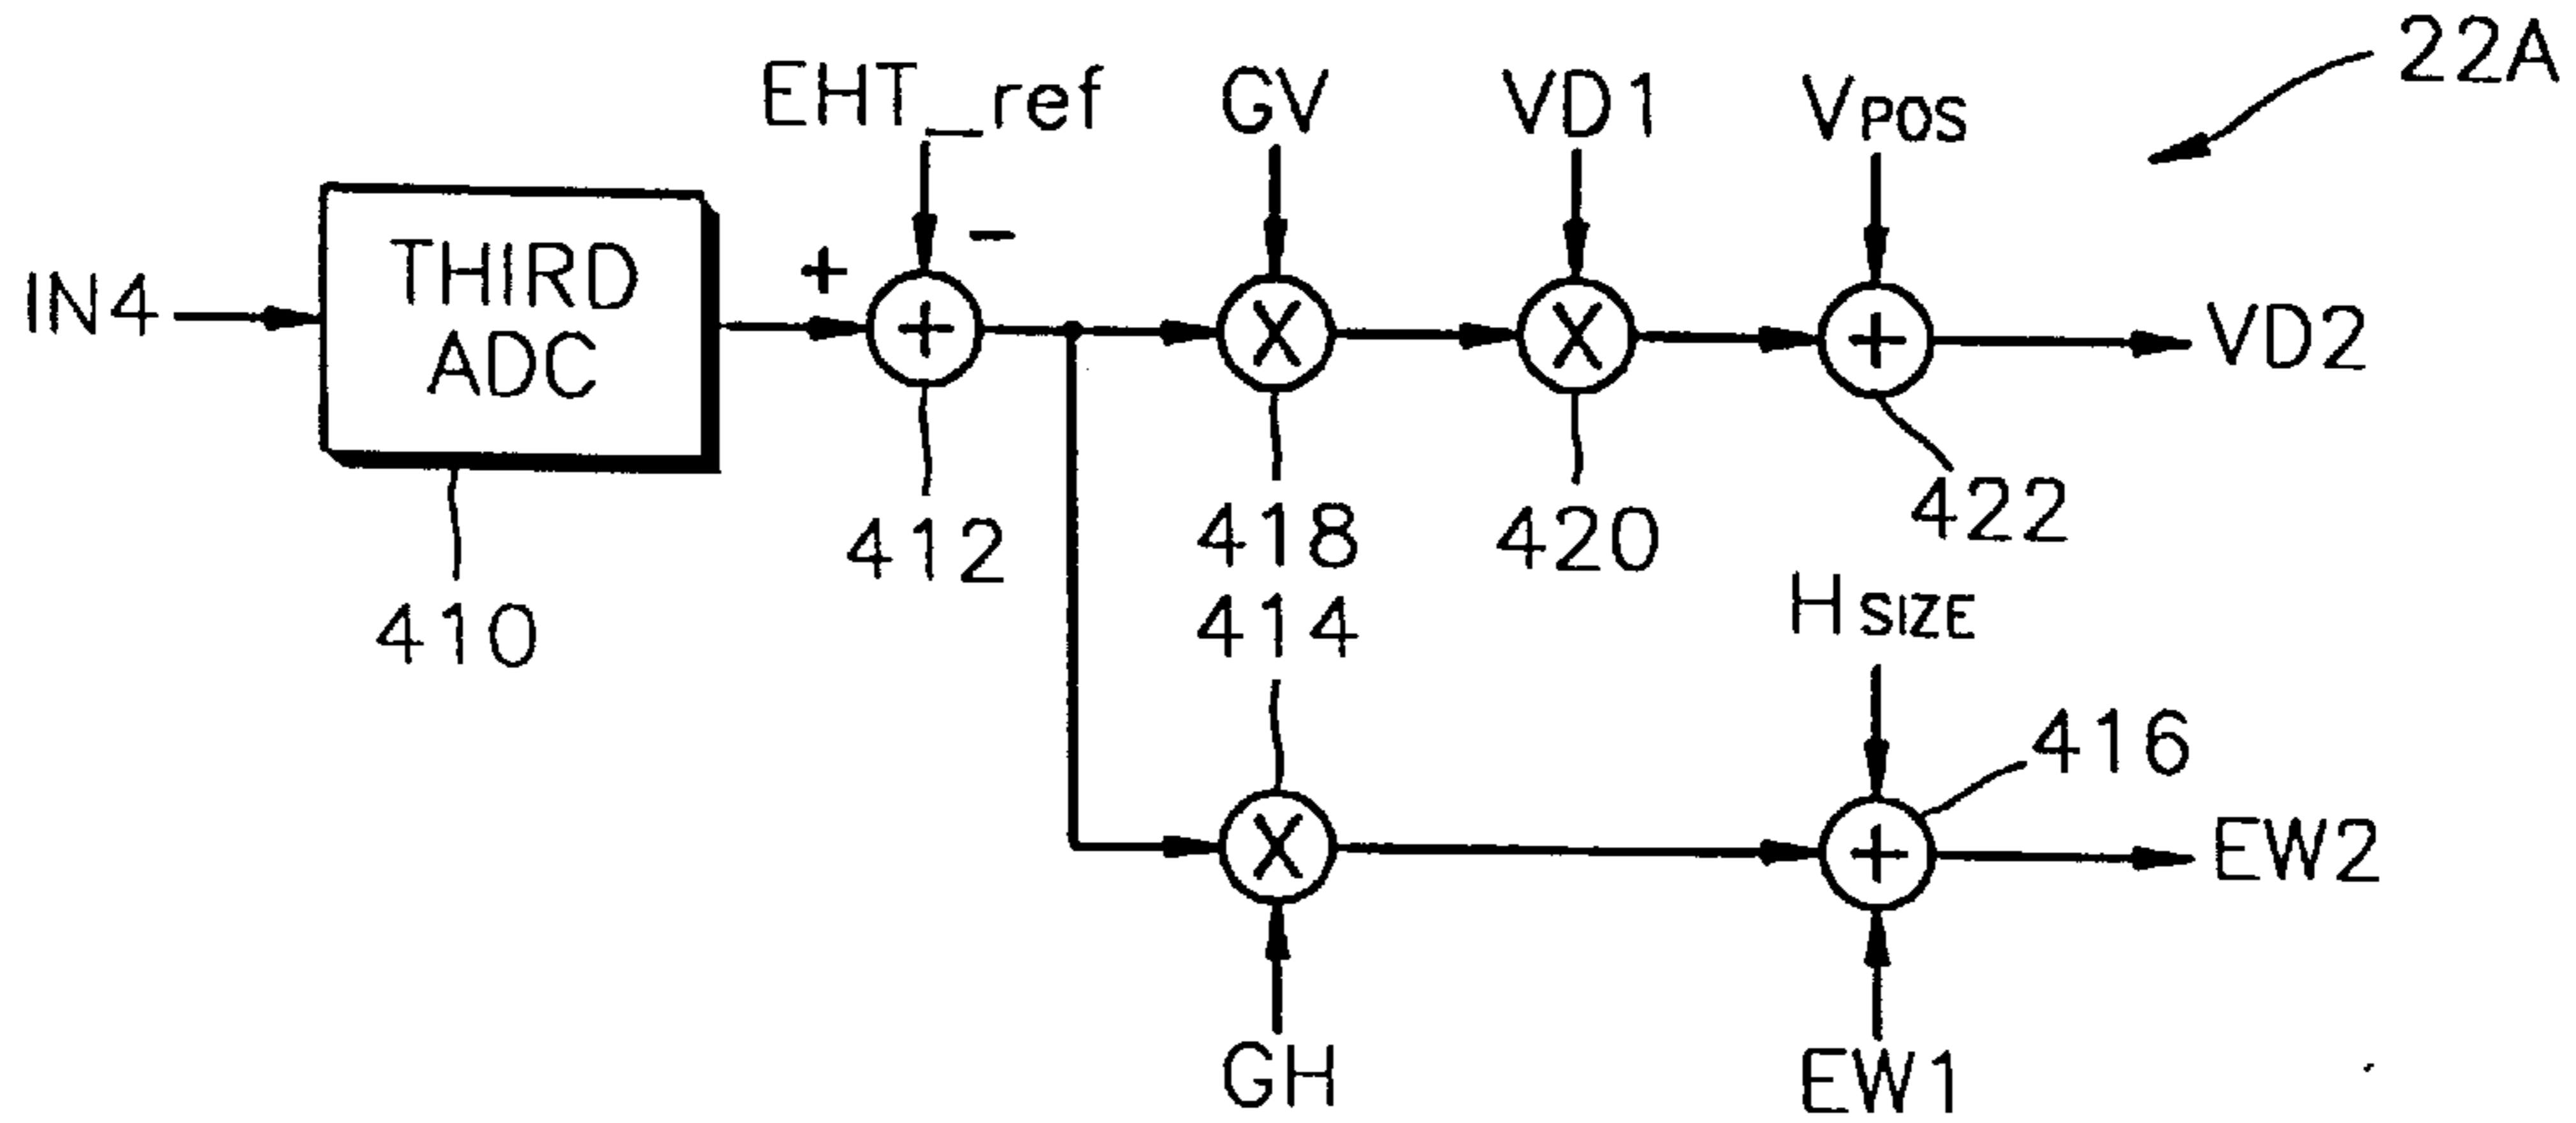 22A
EHT_ref
GV
VD1
VPOS
IN4
THIRD
ADC
+
−
+
X
X
+
VD2
410
412
418
420
422
414
HSIZE
416
X
+
EW2
GH
EW1